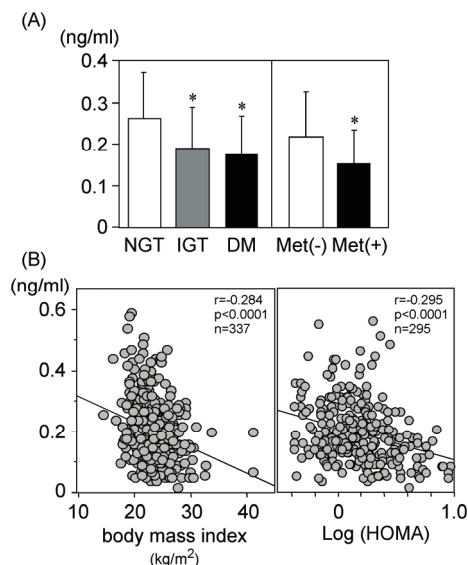 (A)
(ng/ml)
0.4
0.3
0.2
0.1
0
* * *
NGT IGT DM Met(-) Met(+)
(B)
(ng/ml)
0.6
0.4
0.2
0
r=-0.284
p<0.0001
n=337
r=-0.295
p<0.0001
n=295
10 20 30 40
0 1.0
body mass index
(kg/m2)
Log (HOMA)